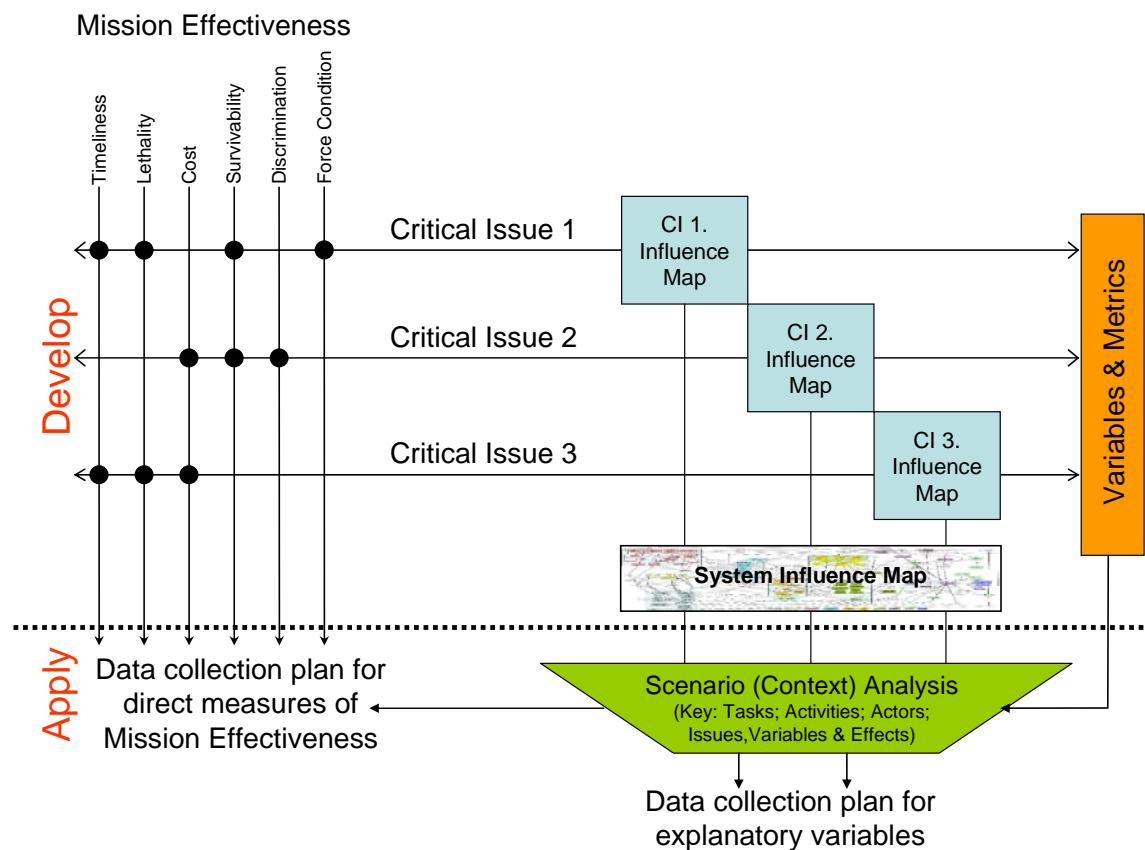 Mission Effectiveness
Timeliness
Lethality
Cost
Survivability
Discrimination
Force Condition
Develop
Critical Issue 1
CI 1.
Influence
Map
Critical Issue 2
CI 2.
Influence
Map
Critical Issue 3
CI 3.
Influence
Map
Variables & Metrics
System Influence Map
Apply
Data collection plan for
direct measures of
Mission Effectiveness
Scenario (Context) Analysis
(Key: Tasks; Activities; Actors;
Issues,Variables & Effects)
Data collection plan for
explanatory variables